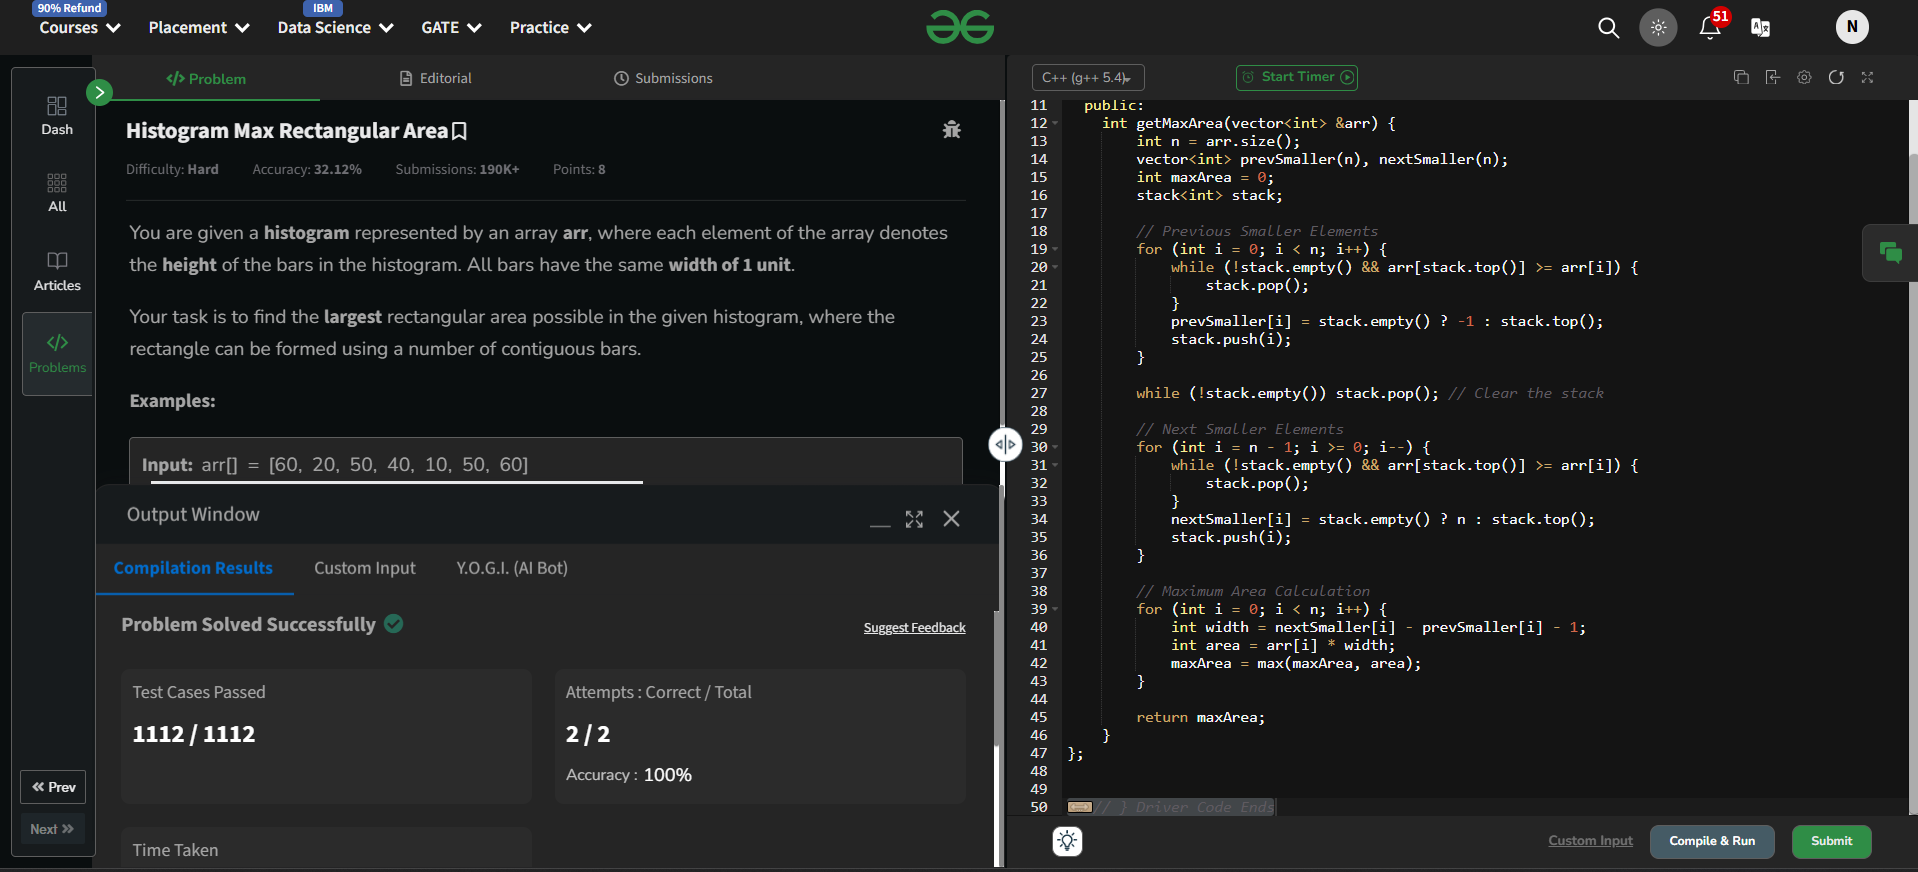 90% Refund
IBM
Courses
Placement
Data Science
GATE
Practice
51
N
Dash
All
Articles
</> Problems
Prev
Next
</> Problem
Editorial
Submissions
Histogram Max Rectangular Area
Difficulty: Hard
Accuracy: 32.12%
Submissions: 190K+
Points: 8
You are given a histogram represented by an array arr, where each element of the array denotes
the height of the bars in the histogram. All bars have the same width of 1 unit.
Your task is to find the largest rectangular area possible in the given histogram, where the
rectangle can be formed using a number of contiguous bars.
Examples:
Input: arr[] = [60, 20, 50, 40, 10, 50, 60]
Output Window
Compilation Results
Custom Input
Y.O.G.I. (AI Bot)
Problem Solved Successfully
Suggest Feedback
Test Cases Passed
1112 / 1112
Attempts : Correct / Total
2 / 2
Accuracy : 100%
Time Taken
C++ (g++ 5.4)
Start Timer
11 public:
12 int getMaxArea(vector<int> &arr) {
13 int n = arr.size();
14 vector<int> prevSmaller(n), nextSmaller(n);
15 int maxArea = 0;
16 stack<int> stack;
17
18 // Previous Smaller Elements
19 for (int i = 0; i < n; i++) {
20 while (!stack.empty() && arr[stack.top()] >= arr[i]) {
21 stack.pop();
22 }
23 prevSmaller[i] = stack.empty() ? -1 : stack.top();
24 stack.push(i);
25 }
26
27 while (!stack.empty()) stack.pop(); // Clear the stack
28
29 // Next Smaller Elements
30 for (int i = n - 1; i >= 0; i--) {
31 while (!stack.empty() && arr[stack.top()] >= arr[i]) {
32 stack.pop();
33 }
34 nextSmaller[i] = stack.empty() ? n : stack.top();
35 stack.push(i);
36 }
37
38 // Maximum Area Calculation
39 for (int i = 0; i < n; i++) {
40 int width = nextSmaller[i] - prevSmaller[i] - 1;
41 int area = arr[i] * width;
42 maxArea = max(maxArea, area);
43 }
44
45 return maxArea;
46 }
47 };
48
49
50 // } Driver Code Ends
Custom Input
Compile & Run
Submit